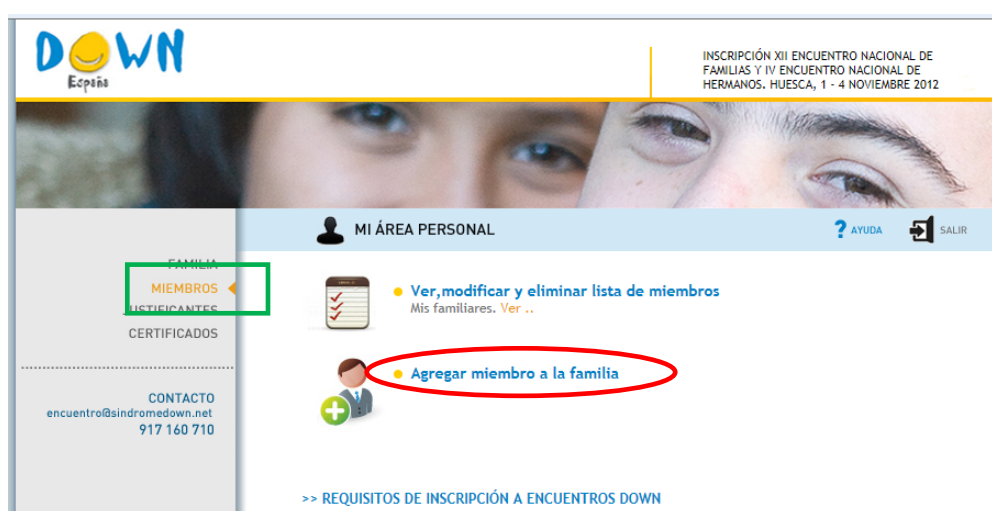 DOWN
España
INSCRIPCIÓN XII ENCUENTRO NACIONAL DE
FAMILIAS Y IV ENCUENTRO NACIONAL DE
HERMANOS. HUESCA, 1 - 4 NOVIEMBRE 2012
MI ÁREA PERSONAL
? AYUDA
SALIR
FAMILIA
MIEMBROS
JUSTIFICANTES
CERTIFICADOS
CONTACTO
encuentro@sindromedown.net
917 160 710
Ver,modificar y eliminar lista de miembros
Mis familiares. Ver ..
Agregar miembro a la familia
>> REQUISITOS DE INSCRIPCIÓN A ENCUENTROS DOWN